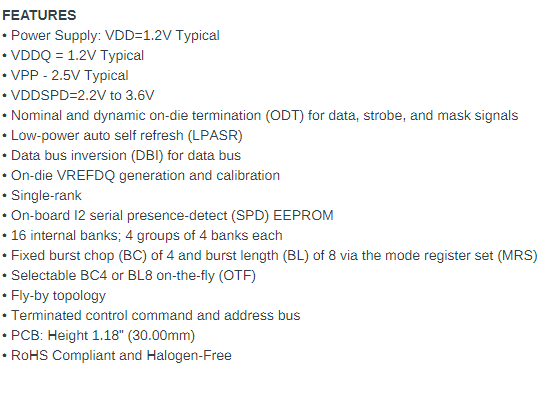 FEATURES
• Power Supply: VDD=1.2V Typical
• VDDQ = 1.2V Typical
• VPP - 2.5V Typical
• VDDSPD=2.2V to 3.6V
• Nominal and dynamic on-die termination (ODT) for data, strobe, and mask signals
• Low-power auto self refresh (LPASR)
• Data bus inversion (DBI) for data bus
• On-die VREFDQ generation and calibration
• Single-rank
• On-board I2 serial presence-detect (SPD) EEPROM
• 16 internal banks; 4 groups of 4 banks each
• Fixed burst chop (BC) of 4 and burst length (BL) of 8 via the mode register set (MRS)
• Selectable BC4 or BL8 on-the-fly (OTF)
• Fly-by topology
• Terminated control command and address bus
• PCB: Height 1.18" (30.00mm)
• RoHS Compliant and Halogen-Free